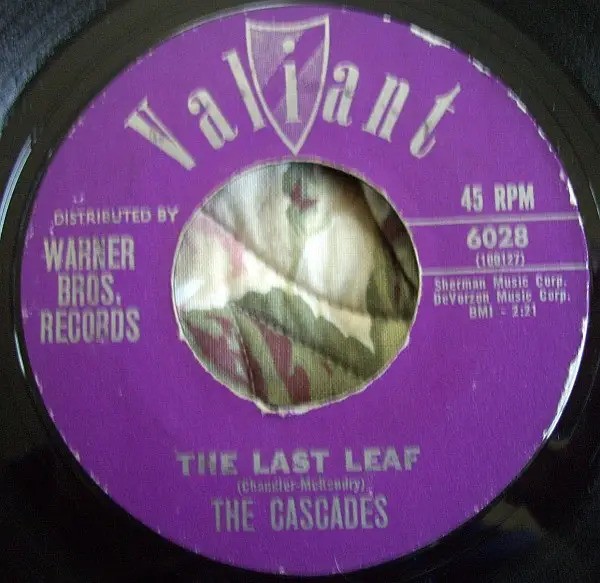 Valiant
DISTRIBUTED BY
WARNER
BROS.
RECORDS
45 RPM
6028
(100127)
Sherman Music Corp.
DeVorzon Music Corp.
BMI - 2:21
THE LAST LEAF
(Chandler-McKendry)
THE CASCADES